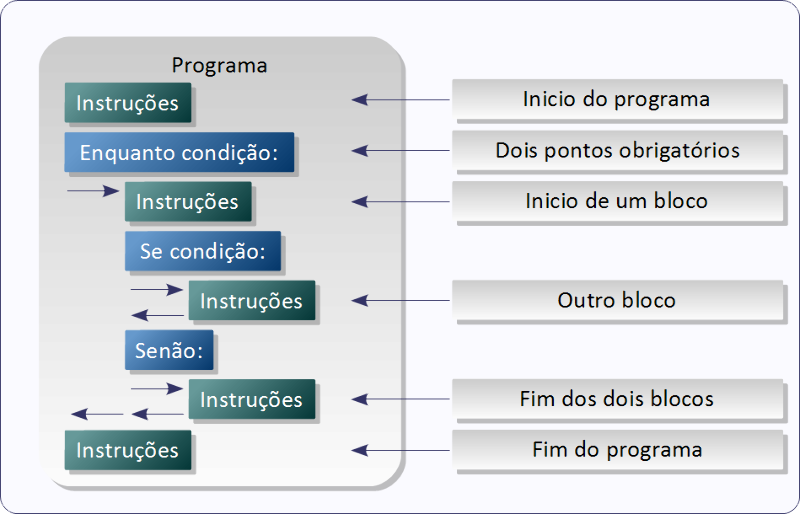 Programa
Instruções
Inicio do programa
Enquanto condição:
Dois pontos obrigatórios
Instruções
Inicio de um bloco
Se condição:
Instruções
Outro bloco
Senão:
Instruções
Fim dos dois blocos
Instruções
Fim do programa